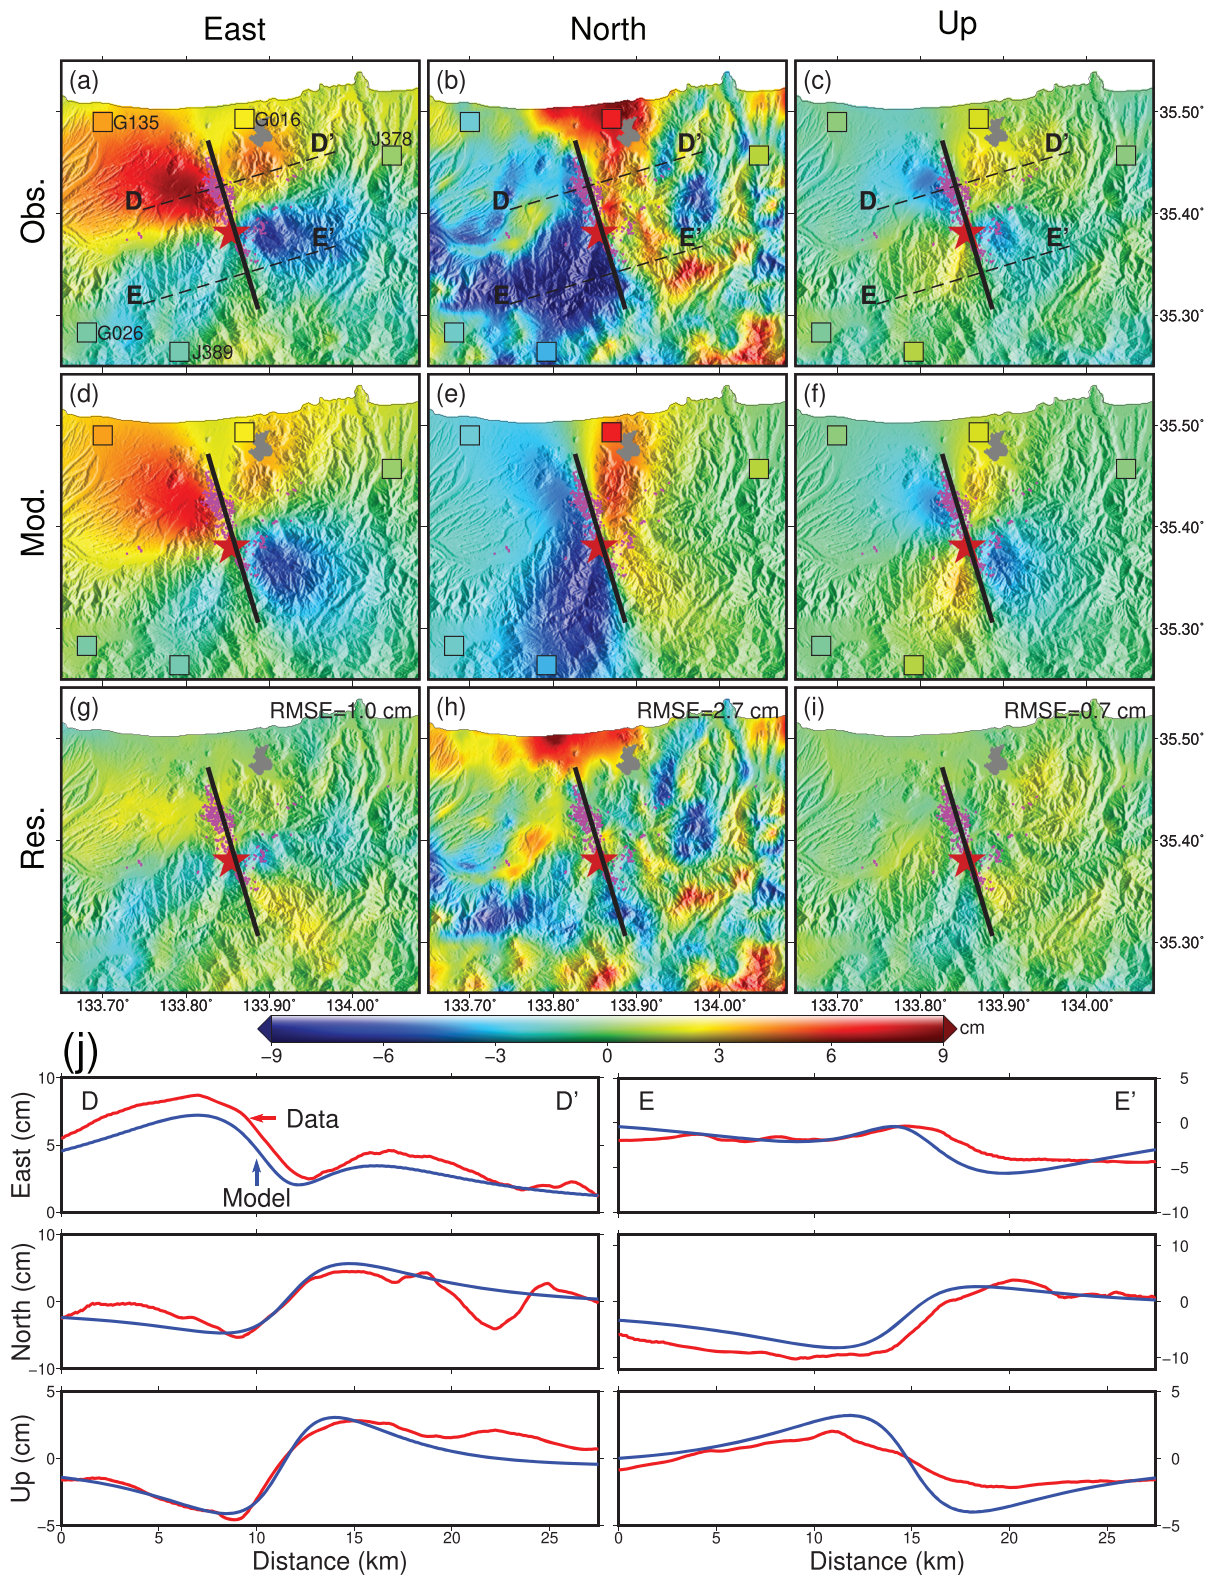 East North Up
Obs.
(a) (b) (c)
G135 G016 J378
D D'
E E'
G026 J389
D D'
E E'
D D'
E E'
35.50°
35.40°
35.30°
Mod.
(d) (e) (f)
35.50°
35.40°
35.30°
Res.
(g) RMSE=1.0 cm (h) RMSE=2.7 cm (i) RMSE=0.7 cm
35.50°
35.40°
35.30°
133.70° 133.80° 133.90° 134.00° 133.70° 133.80° 133.90° 134.00° 133.70° 133.80° 133.90° 134.00°
−9 −6 −3 0 3 6 9 cm
(j)
East (cm)
10
5
0
D D'
Data
Model
E E'
5
0
−5
−10
North (cm)
10
0
−10
10
0
−10
Up (cm)
5
0
−5
5
0
−5
0 5 10 15 20 25
0 5 10 15 20 25
Distance (km) Distance (km)